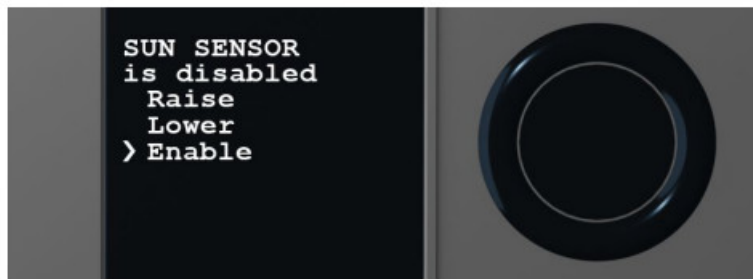 SUN SENSOR
is disabled
Raise
Lower
❯ Enable